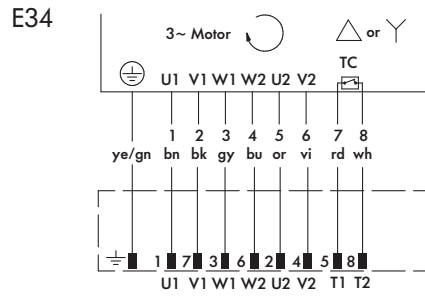 E34
3~ Motor or
TC
U1 V1 W1 W2 U2 V2
1 2 3 4 5 6 7 8
ye/gn bn bk gy bu or vi rd wh
1 7 3 6 2 4 5 8
U1 V1 W1 W2 U2 V2 T1 T2